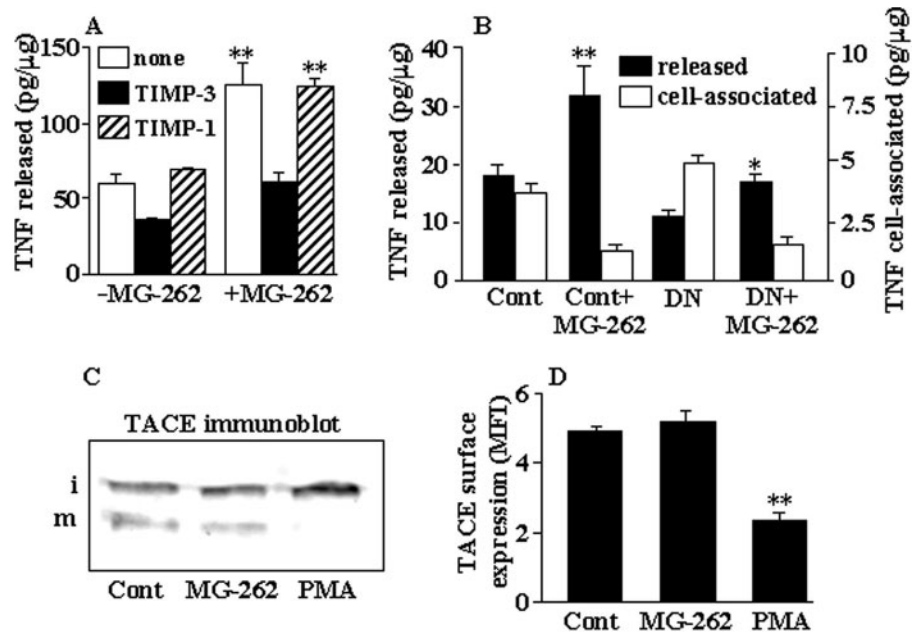 A
TNF released (pg/μg)
150
100
50
0
none
TIMP-3
TIMP-1
**
**
-MG-262 +MG-262
B
TNF released (pg/μg)
40
30
20
10
0
**
released
cell-associated
*
10
7.5
5
2.5
0
TNF cell-associated (pg/μg)
Cont Cont+ DN DN+
MG-262 MG-262
C
TACE immunoblot
i
m
Cont MG-262 PMA
D
TACE surface
expression (MFI)
6
4
2
0
**
Cont MG-262 PMA